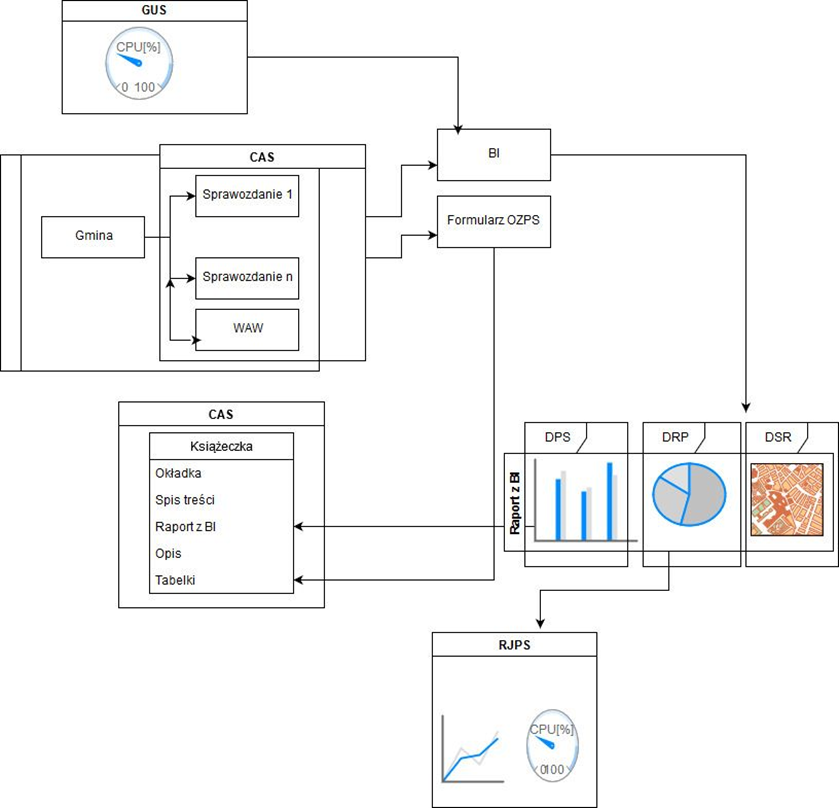 GUS
CPU[%]
0 100
CAS
BI
Sprawozdanie 1
Formularz OZPS
Gmina
Sprawozdanie n
WAW
CAS
Książeczka
Okładka
Spis treści
Raport z BI
Opis
Tabelki
DPS
DRP
DSR
Raport z BI
RJPS
CPU[%]
0100